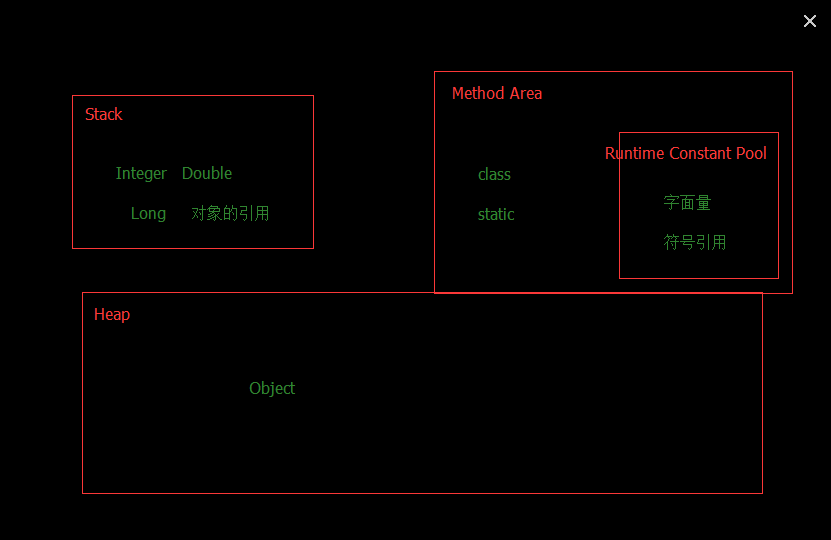 Stack
Integer Double
Long 对象的引用
Method Area
class
static
Runtime Constant Pool
字面量
符号引用
Heap
Object